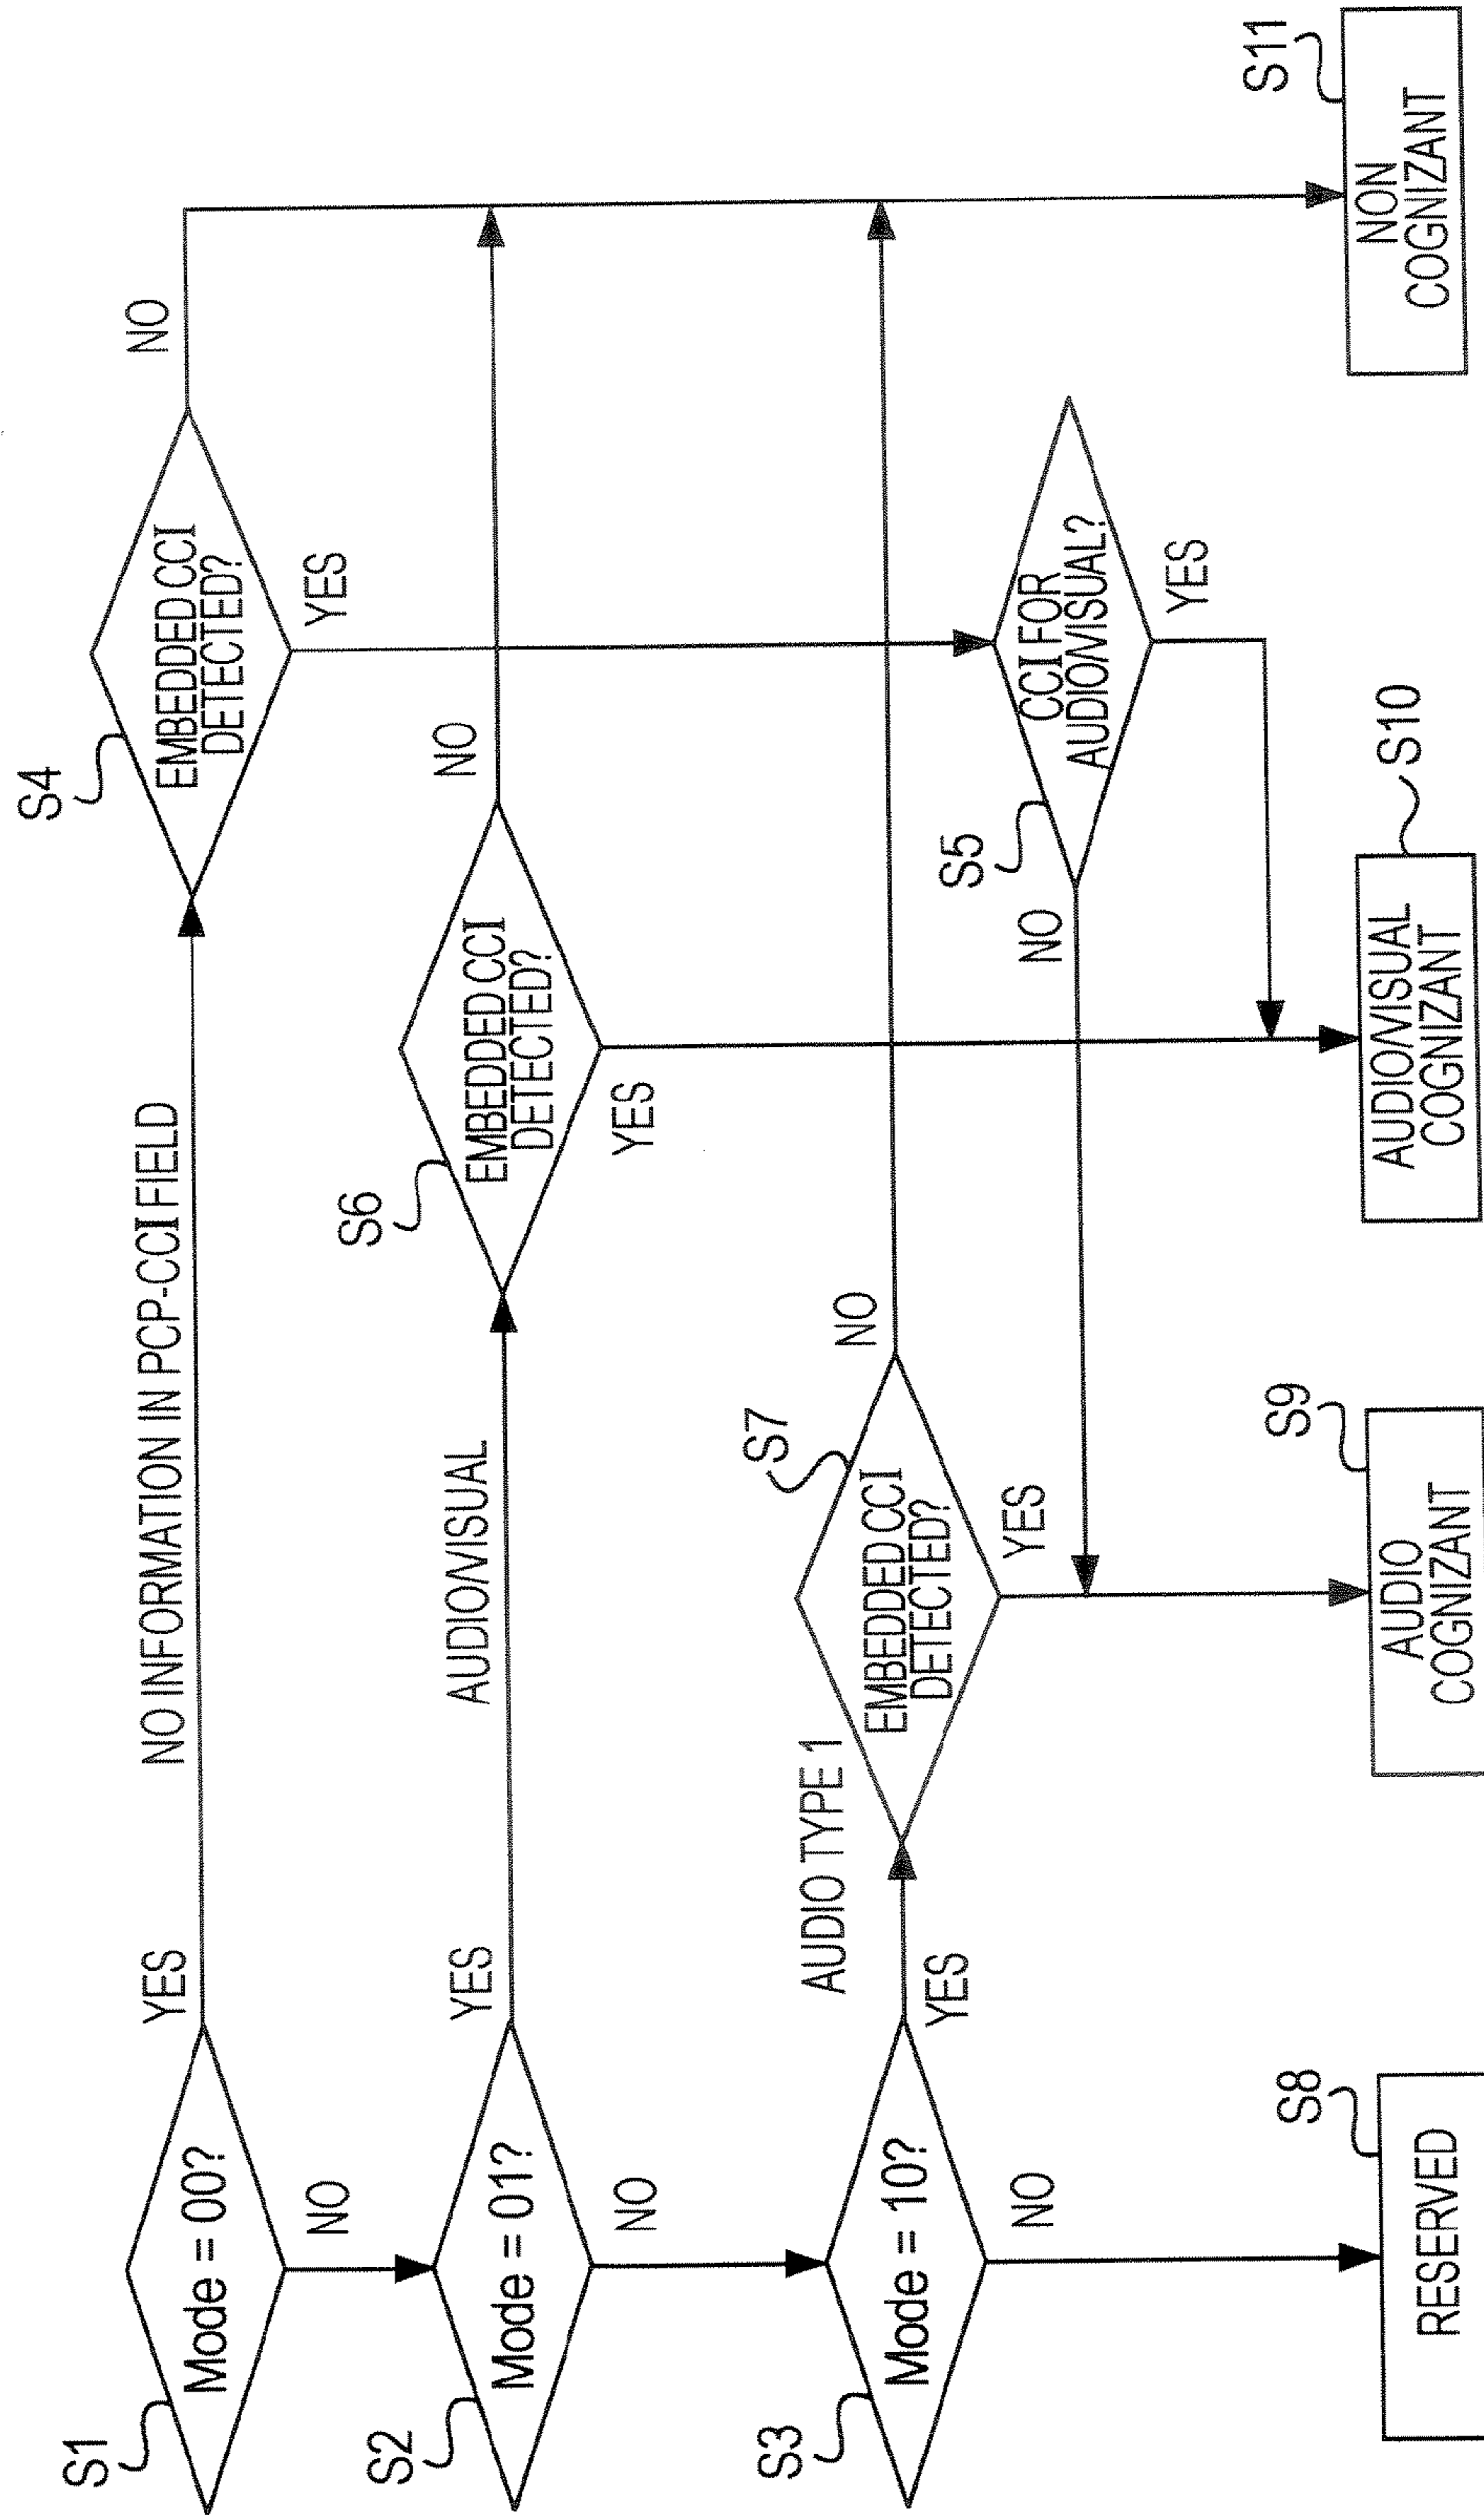 S1
Mode = 00?
YES
NO INFORMATION IN PCP-CCI FIELD
S4
EMBEDDED CCI
DETECTED?
NO
NO
YES
S2
Mode = 01?
YES
AUDIO/VISUAL
S6
EMBEDDED CCI
DETECTED?
NO
NO
YES
S3
Mode = 10?
YES
AUDIO TYPE 1
S7
EMBEDDED CCI
DETECTED?
NO
NO
YES
S5
CCI FOR
AUDIO/VISUAL?
NO
YES
S8
RESERVED
S9
AUDIO
COGNIZANT
AUDIO/VISUAL
COGNIZANT
S10
S11
NON
COGNIZANT